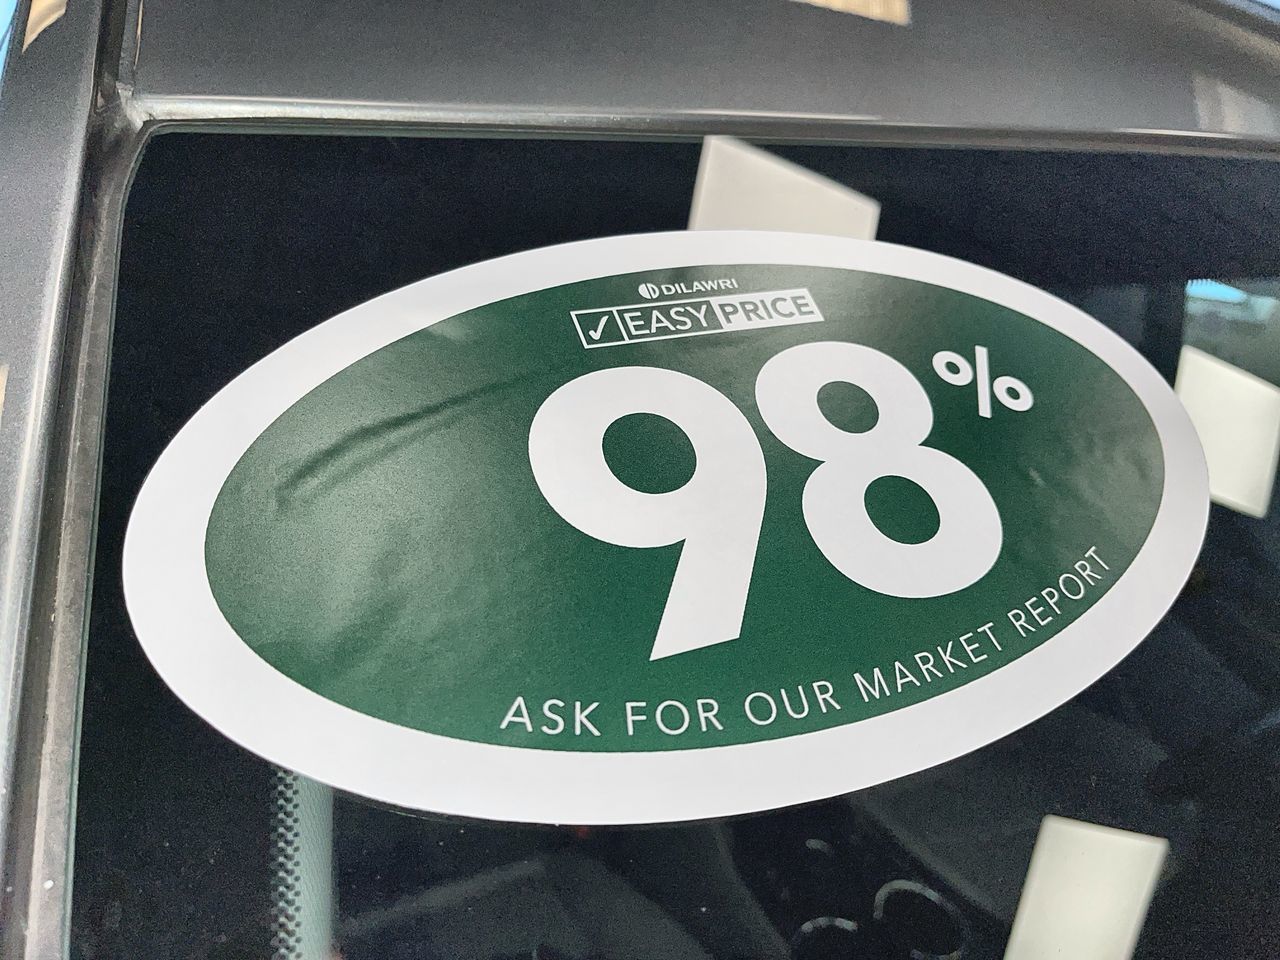 DILAWRI
✓ EASY PRICE
98%
ASK FOR OUR MARKET REPORT